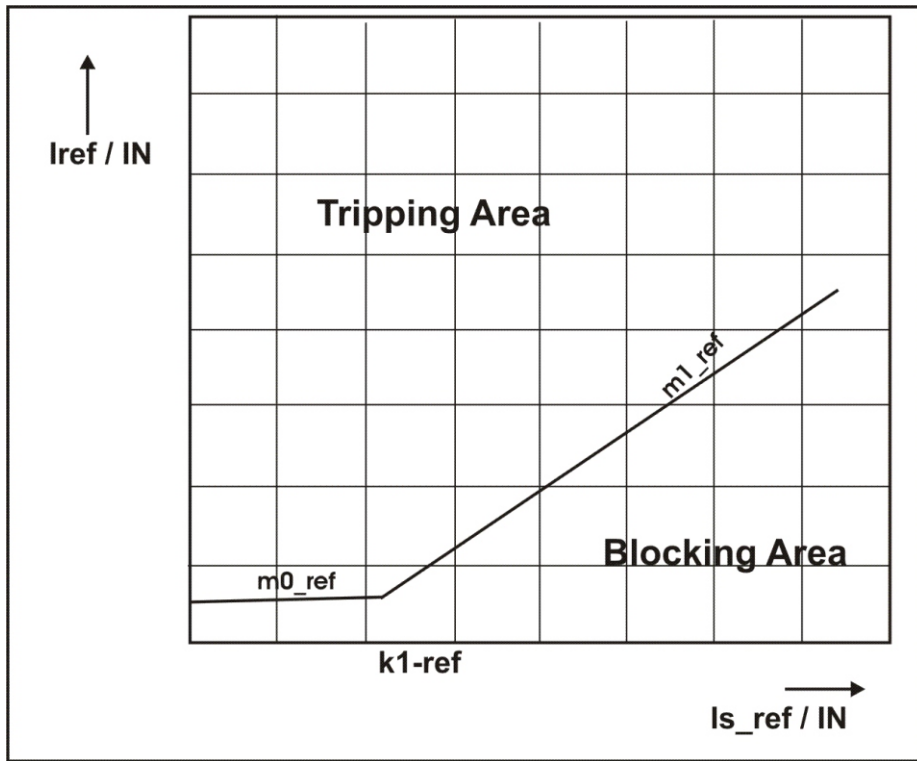 Iref / IN
Tripping Area
m1_ref
Blocking Area
m0_ref
k1-ref
Is_ref / IN